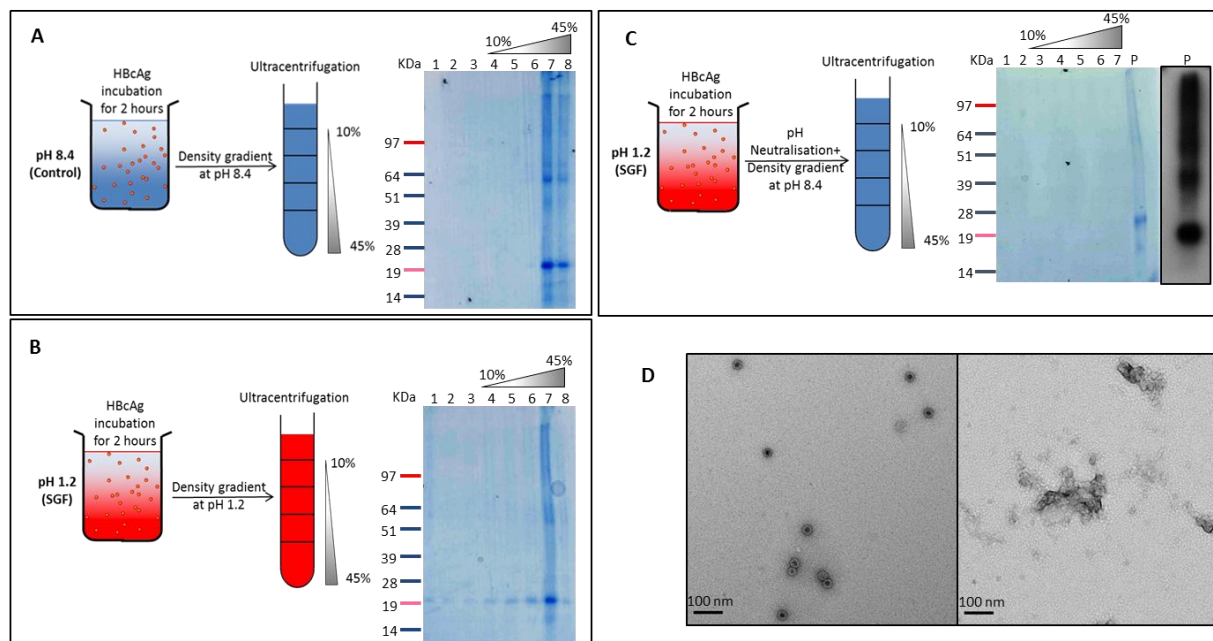 A
HBcAg
incubation
for 2 hours
pH 8.4
(Control)
Density gradient
at pH 8.4
Ultracentrifugation
10%
45%
10%
45%
KDa 1 2 3 4 5 6 7 8
97
64
51
39
28
19
14
B
HBcAg
incubation
for 2 hours
pH 1.2
(SGF)
Density gradient
at pH 1.2
Ultracentrifugation
10%
45%
10%
45%
KDa 1 2 3 4 5 6 7 8
97
64
51
39
28
19
14
C
HBcAg
incubation
for 2 hours
pH 1.2
(SGF)
pH
Neutralisation+
Density gradient
at pH 8.4
Ultracentrifugation
10%
45%
10%
45%
KDa 1 2 3 4 5 6 7 P P
97
64
51
39
28
19
14
D
100 nm
100 nm